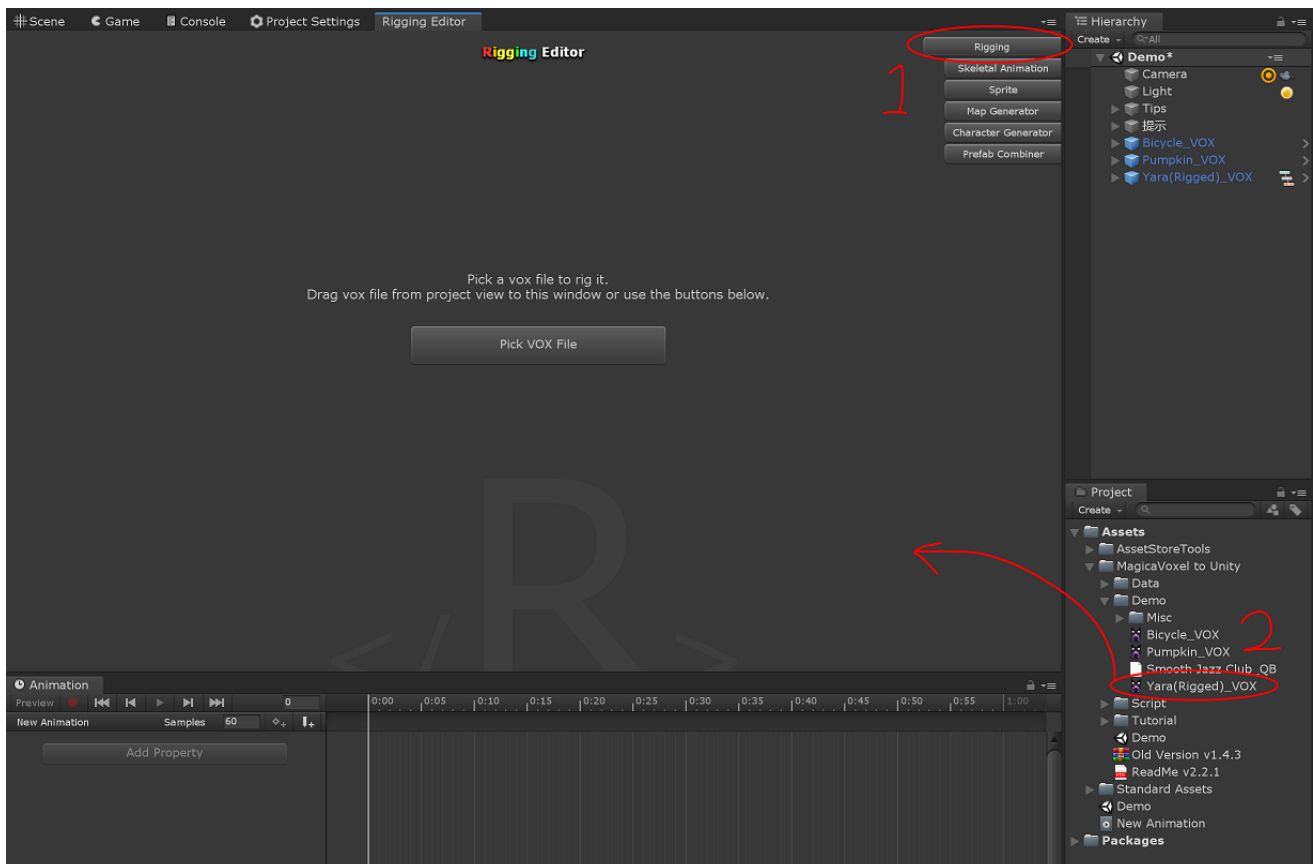 Scene Game Console Project Settings Rigging Editor
Rigging Editor
Rigging
Skeletal Animation
Sprite
Map Generator
Character Generator
Prefab Combiner
1
Pick a vox file to rig it.
Drag vox file from project view to this window or use the buttons below.
Pick VOX File
</R>
Hierarchy
Create All
Demo*
Camera
Light
Tips
提示
Bicycle_VOX
Pumpkin_VOX
Yara(Rigged)_VOX
Project
Create
Assets
AssetStoreTools
MagicaVoxel to Unity
Data
Demo
Misc
Bicycle_VOX
Pumpkin_VOX
2
Smooth Jazz Club_QB
Yara(Rigged)_VOX
Script
Tutorial
Demo
Old Version v1.4.3
ReadMe v2.2.1
Standard Assets
Demo
New Animation
Packages
Animation
Preview 0 0:00 0:05 0:10 0:15 0:20 0:25 0:30 0:35 0:40 0:45 0:50 0:55 1:00
New Animation Samples 60
Add Property